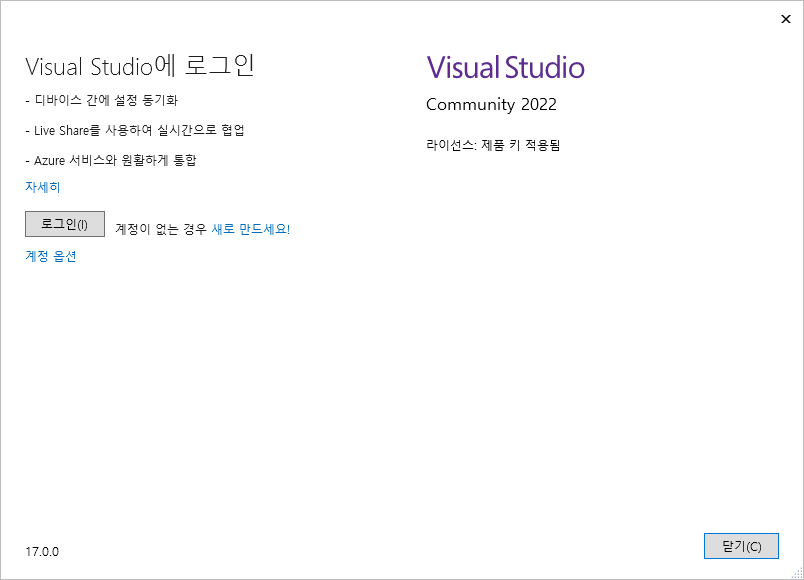 Visual Studio에 로그인
- 디바이스 간에 설정 동기화
- Live Share를 사용하여 실시간으로 협업
- Azure 서비스와 원활하게 통합
자세히
로그인(I)
계정이 없는 경우 새로 만드세요!
계정 옵션
Visual Studio
Community 2022
라이선스: 제품 키 적용됨
17.0.0
닫기(C)